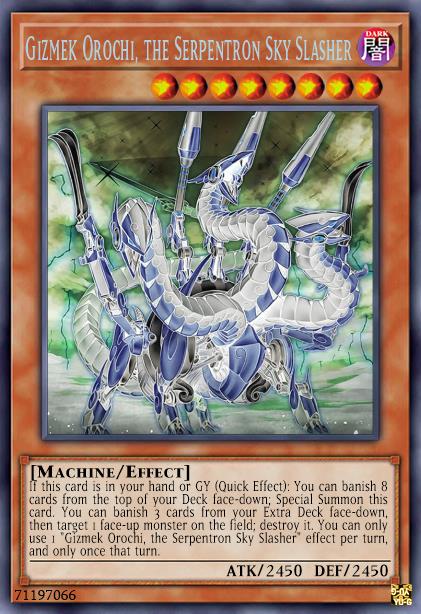 GIZMEK OROCHI, THE SERPENTRON SKY SLASHER
DARK
闇
[MACHINE/EFFECT]
If this card is in your hand or GY (Quick Effect): You can banish 8
cards from the top of your Deck face-down; Special Summon this
card. You can banish 3 cards from your Extra Deck face-down,
then target 1 face-up monster on the field; destroy it. You can only
use 1 "Gizmek Orochi, the Serpentron Sky Slasher" effect per turn,
and only once that turn.
ATK/2450 DEF/2450
71197066